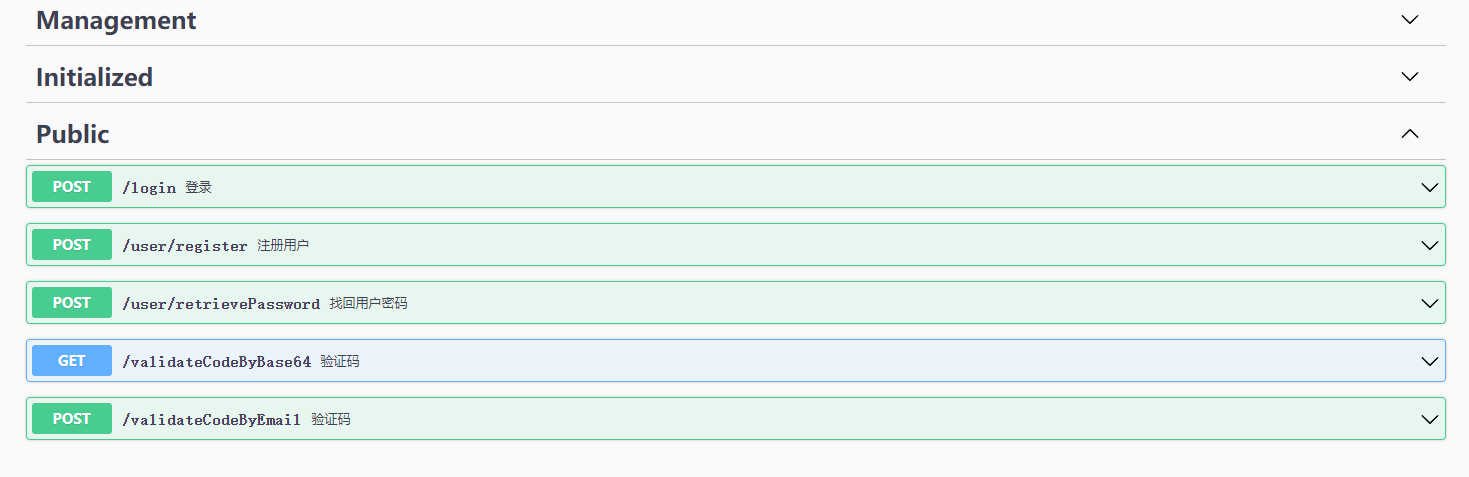 Management
Initialized
Public
POST /login 登录
POST /user/register 注册用户
POST /user/retrievePassword 找回用户密码
GET /validateCodeByBase64 验证码
POST /validateCodeByEmail 验证码